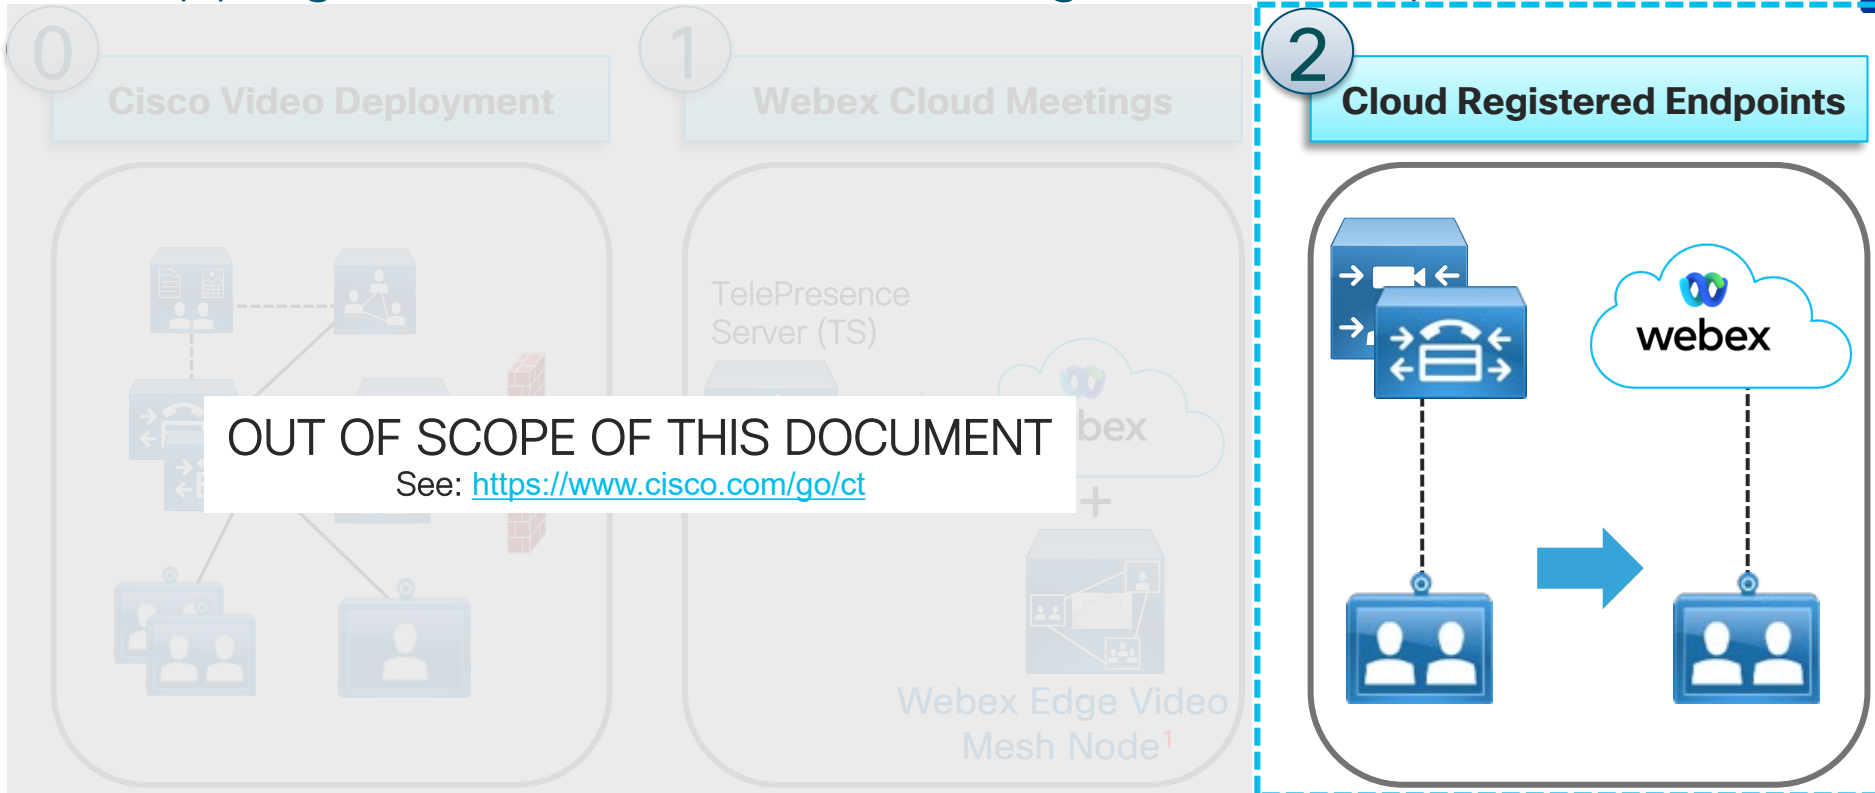 0
Cisco Video Deployment
1
Webex Cloud Meetings
2
Cloud Registered Endpoints
TelePresence
Server (TS)
bex
+
OUT OF SCOPE OF THIS DOCUMENT
See: https://www.cisco.com/go/ct
Webex Edge Video
Mesh Node1
webex